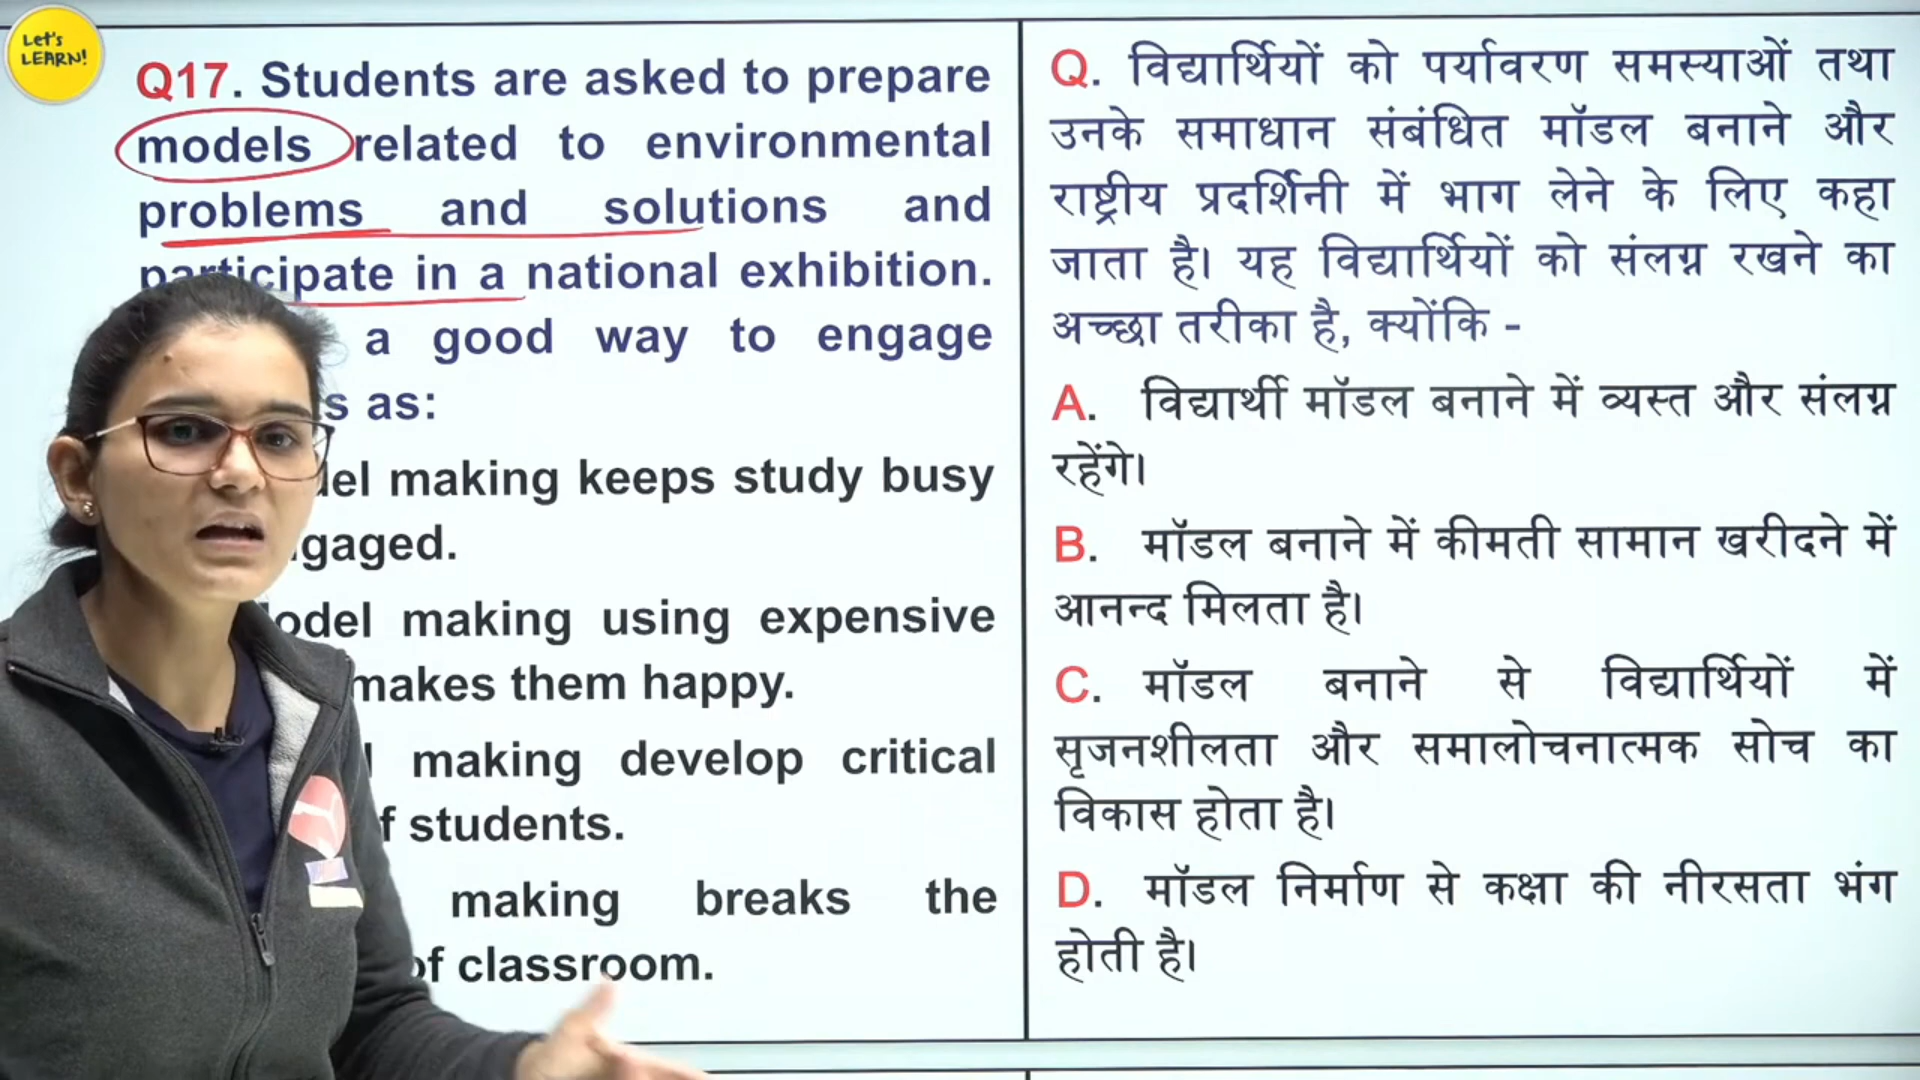 Let's
LEARN!
Q17. Students are asked to prepare
models related to environmental
problems and solutions and
participate in a national exhibition.
a good way to engage
as:
making keeps study busy
making using expensive
makes them happy.
making develop critical
students.
making breaks the
of classroom.
Q. विद्यार्थियों को पर्यावरण समस्याओं तथा
उनके समाधान संबंधित मॉडल बनाने और
राष्ट्रीय प्रदर्शिनी में भाग लेने के लिए कहा
जाता है। यह विद्यार्थियों को संलग्न रखने का
अच्छा तरीका है, क्योंकि -
A. विद्यार्थी मॉडल बनाने में व्यस्त और संलग्न
रहेंगे।
B. मॉडल बनाने में कीमती सामान खरीदने में
आनन्द मिलता है।
C. मॉडल बनाने से विद्यार्थियों में
सृजनशीलता और समालोचनात्मक सोच का
विकास होता है।
D. मॉडल निर्माण से कक्षा की नीरसता भंग
होती है।